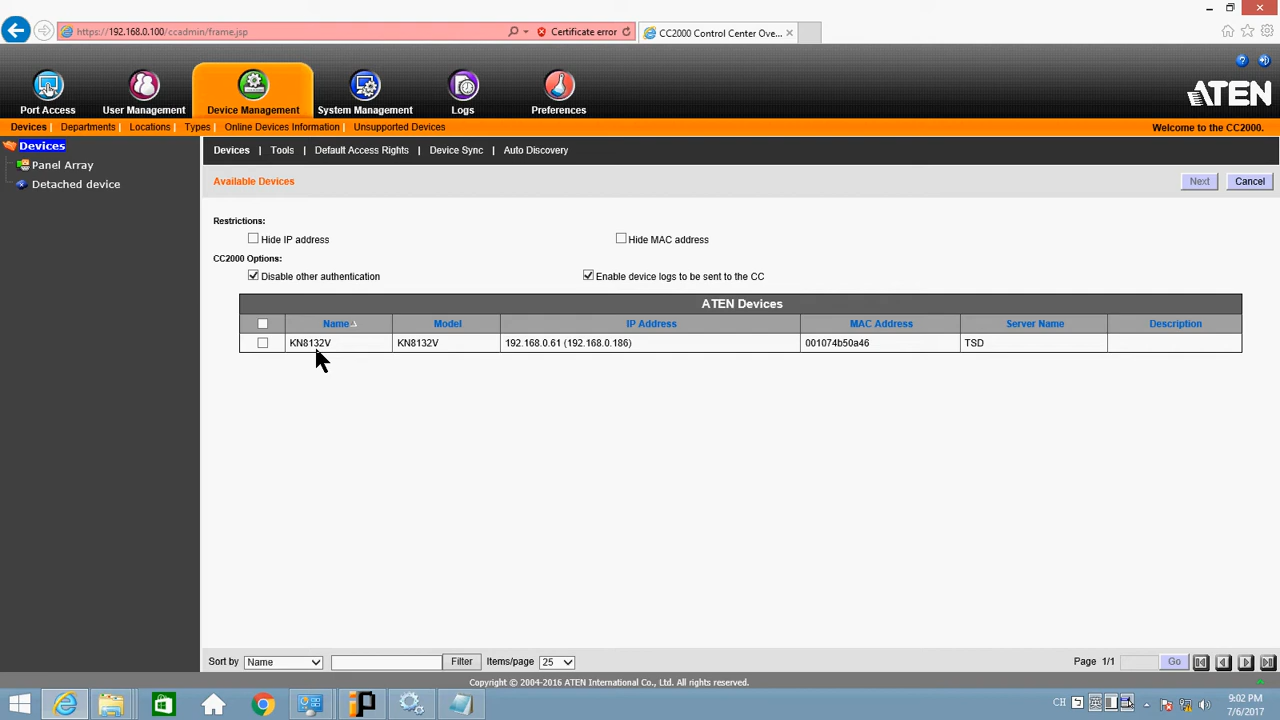 https://192.168.0.100/ccadmin/frame.jsp
Certificate error
CC2000 Control Center Ove...
Port Access
User Management
Device Management
System Management
Logs
Preferences
ATEN
Devices | Departments | Locations | Types | Online Devices Information | Unsupported Devices
Welcome to the CC2000.
Devices
Panel Array
Detached device
Devices | Tools | Default Access Rights | Device Sync | Auto Discovery
Available Devices
Next
Cancel
Restrictions:
Hide IP address
Hide MAC address
CC2000 Options:
Disable other authentication
Enable device logs to be sent to the CC
ATEN Devices
Name Model IP Address MAC Address Server Name Description
KN8132V KN8132V 192.168.0.61 (192.168.0.186) 001074b50a46 TSD
Sort by Name Filter Items/page 25 Page 1/1 Go
Copyright © 2004-2016 ATEN International Co., Ltd. All rights reserved.
CH
9:02 PM
7/6/2017